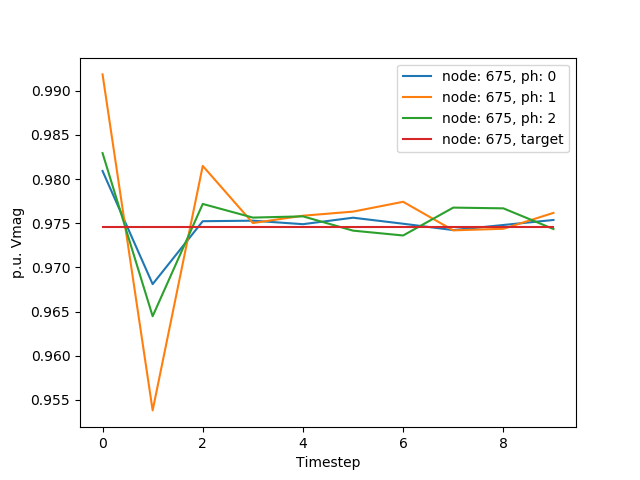 node: 675, ph: 0
node: 675, ph: 1
node: 675, ph: 2
node: 675, target
p.u. Vmag
0.990
0.985
0.980
0.975
0.970
0.965
0.960
0.955
0 2 4 6 8
Timestep